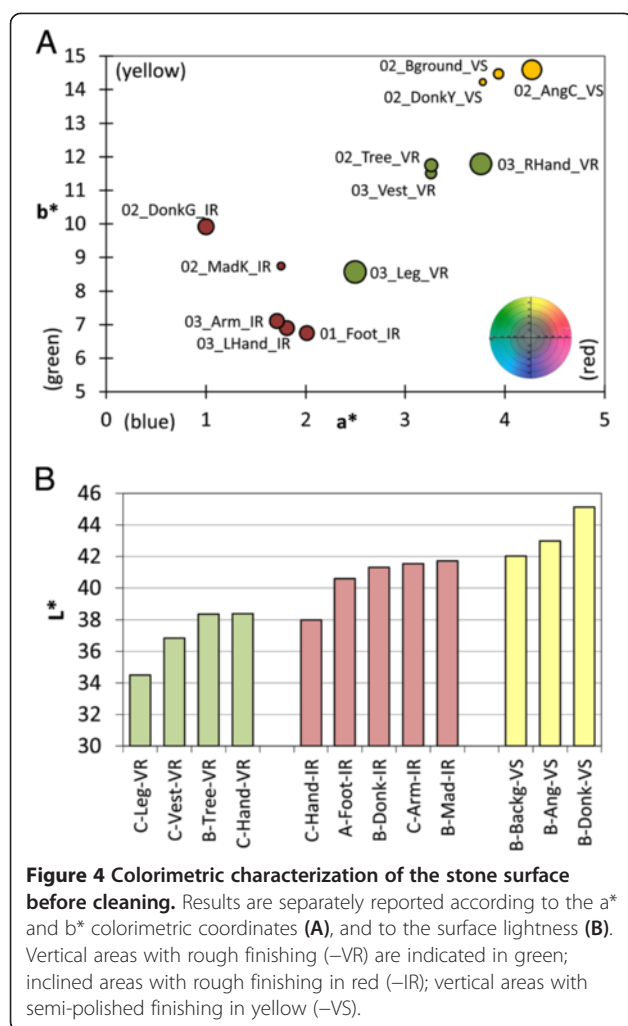 A
15
(yellow)
02_Bground_VS
14
02_DonkY_VS
02_AngC_VS
13
12
02_Tree_VR
03_RHand_VR
11
03_Vest_VR
b*
02_DonkG_IR
10
9
02_MadK_IR
03_Leg_VR
8
7
03_Arm_IR
03_LHand_IR
01_Foot_IR
6
(green)
(red)
5
0
(blue)
1
2
a*
3
4
5
B
46
44
42
40
L*
38
36
34
32
30
C-Leg-VR
C-Vest-VR
B-Tree-VR
C-Hand-VR
C-Hand-IR
A-Foot-IR
B-Donk-IR
C-Arm-IR
B-Mad-IR
B-Backg-VS
B-Ang-VS
B-Donk-VS
Figure 4 Colorimetric characterization of the stone surface
before cleaning. Results are separately reported according to the a*
and b* colorimetric coordinates (A), and to the surface lightness (B).
Vertical areas with rough finishing (−VR) are indicated in green;
inclined areas with rough finishing in red (−IR); vertical areas with
semi-polished finishing in yellow (−VS).